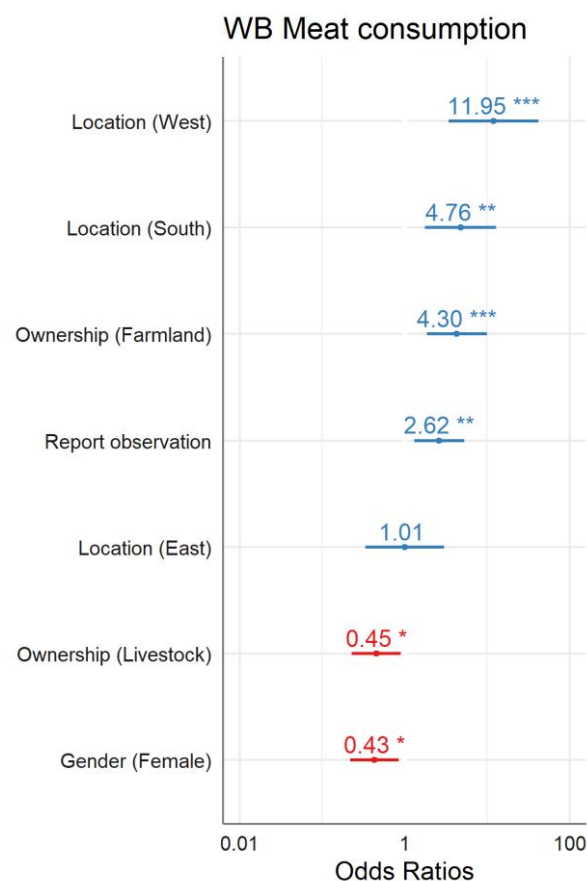 WB Meat consumption
Location (West)
11.95 ***
Location (South)
4.76 **
Ownership (Farmland)
4.30 ***
Report observation
2.62 **
Location (East)
1.01
Ownership (Livestock)
0.45 *
Gender (Female)
0.43 *
0.01 1 100
Odds Ratios